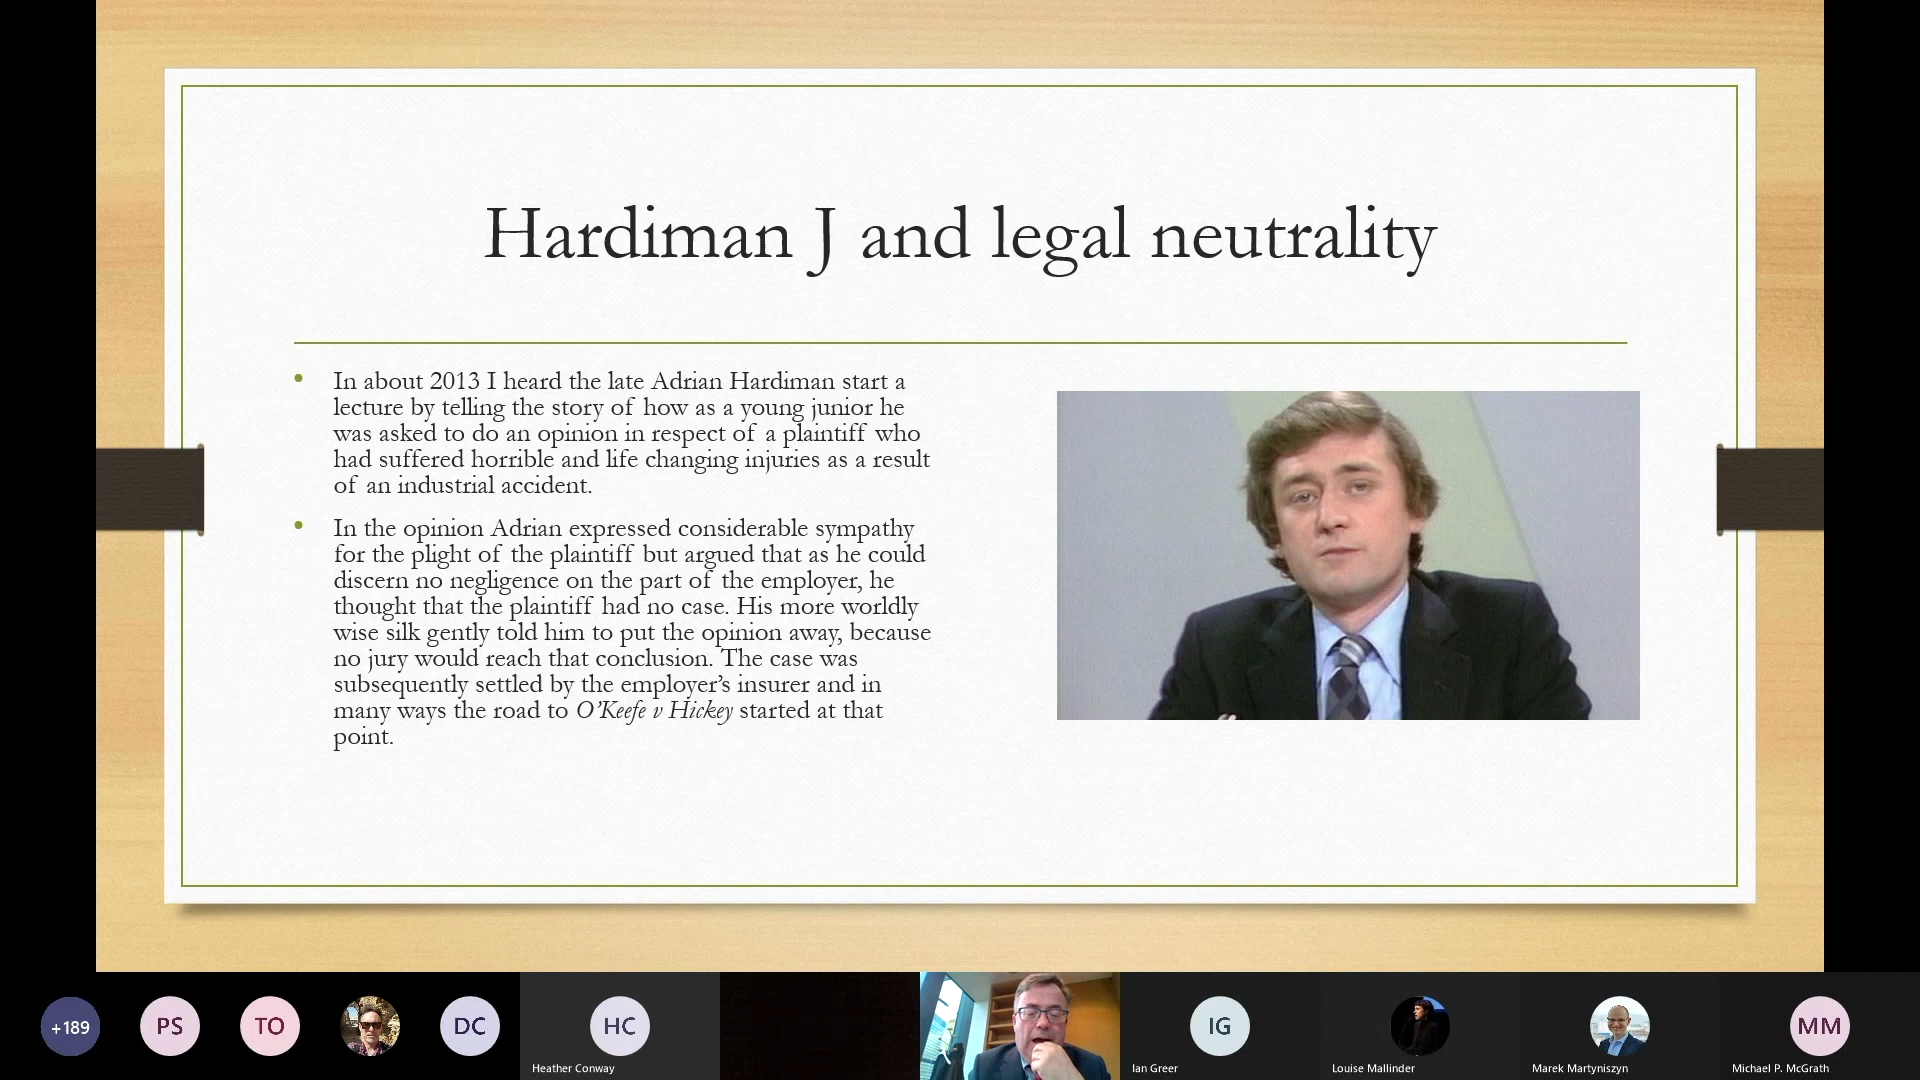 Hardiman J and legal neutrality
• In about 2013 I heard the late Adrian Hardiman start a
lecture by telling the story of how as a young junior he
was asked to do an opinion in respect of a plaintiff who
had suffered horrible and life changing injuries as a result
of an industrial accident.
• In the opinion Adrian expressed considerable sympathy
for the plight of the plaintiff but argued that as he could
discern no negligence on the part of the employer, he
thought that the plaintiff had no case. His more worldly
wise silk gently told him to put the opinion away, because
no jury would reach that conclusion. The case was
subsequently settled by the employer’s insurer and in
many ways the road to O’Keefe v Hickey started at that
point.
+189
PS
TO
DC
HC
IG
MM
Heather Conway
Ian Greer
Louise Mallinder
Marek Martyniszyn
Michael P. McGrath